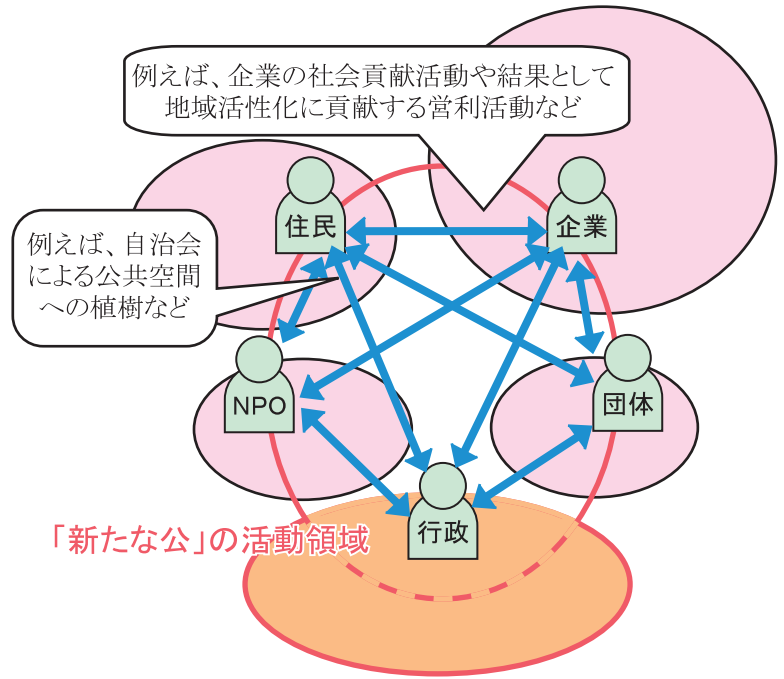 例えば、企業の社会貢献活動や結果として
地域活性化に貢献する営利活動など
住民
企業
例えば、自治会
による公共空間
への植樹など
NPO
団体
行政
「新たな公」の活動領域